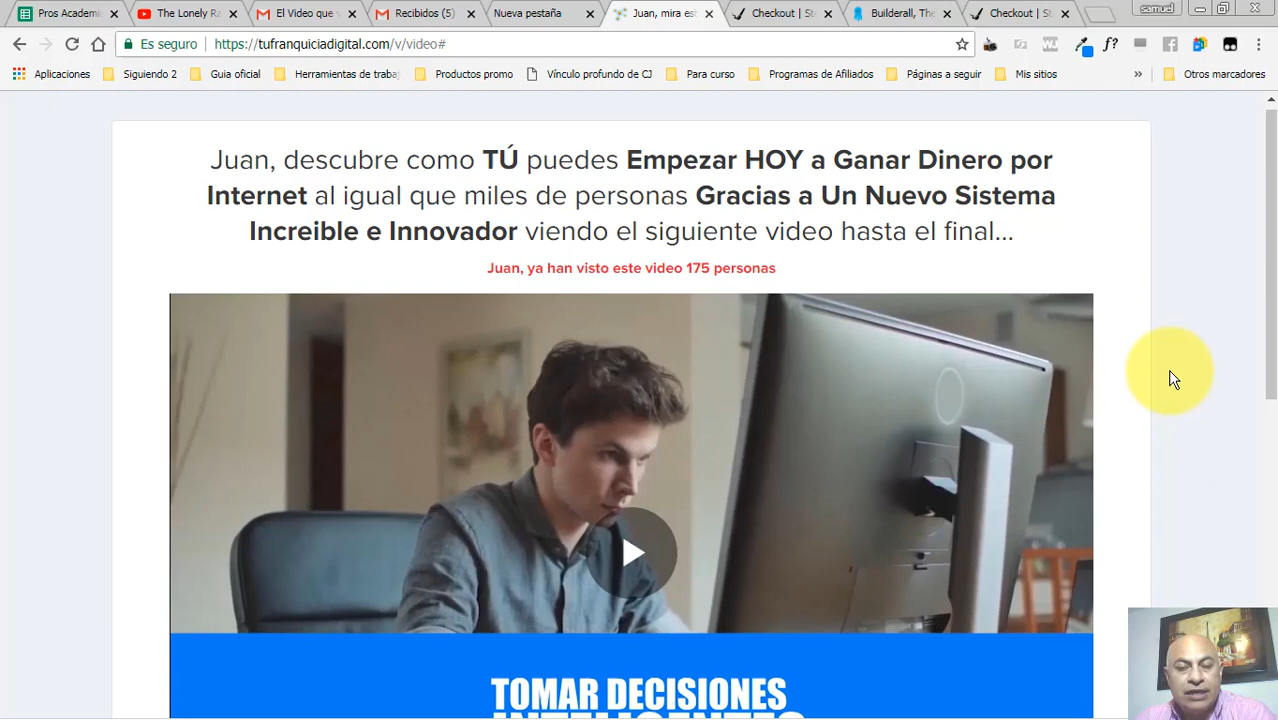 Pros Academi
The Lonely Ra
El Video que v
Recibidos (5
Nueva pestaña
Juan, mira est
Checkout | St
Builderall, The
Checkout | St
samuel
Es seguro
https://tufranquiciadigital.com/v/video#
Aplicaciones
Siguiendo 2
Guia oficial
Herramientas de traba
Productos promo
Vínculo profundo de CJ
Para curso
Programas de Afiliados
Páginas a seguir
Mis sitios
»
Otros marcadores
Juan, descubre como TÚ puedes Empezar HOY a Ganar Dinero por
Internet al igual que miles de personas Gracias a Un Nuevo Sistema
Increible e Innovador viendo el siguiente video hasta el final...
Juan, ya han visto este video 175 personas
TOMAR DECISIONES